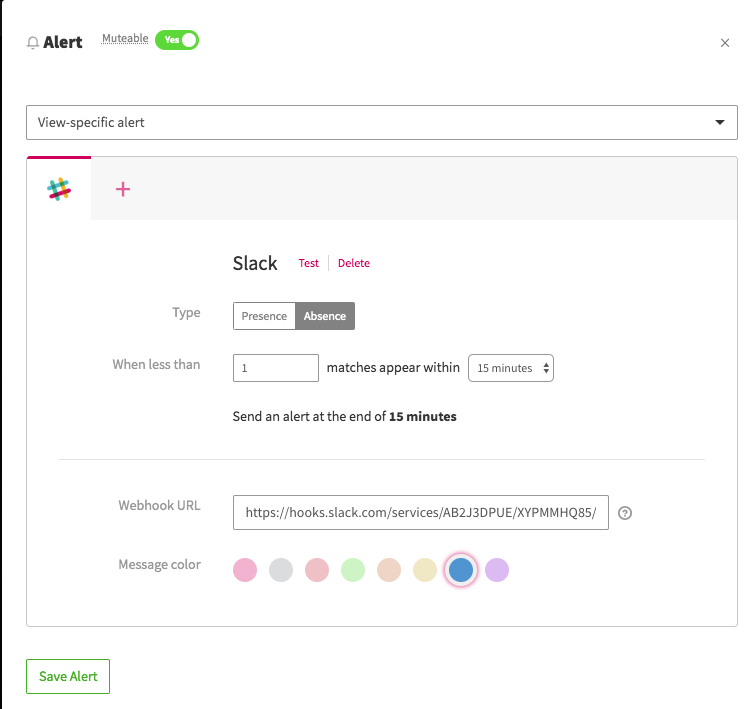 Alert Muteable Yes
View-specific alert
Slack Test Delete
Type Presence Absence
When less than 1 matches appear within 15 minutes
Send an alert at the end of 15 minutes
Webhook URL https://hooks.slack.com/services/AB2J3DPUE/XYPMMHQ85/
Message color
Save Alert